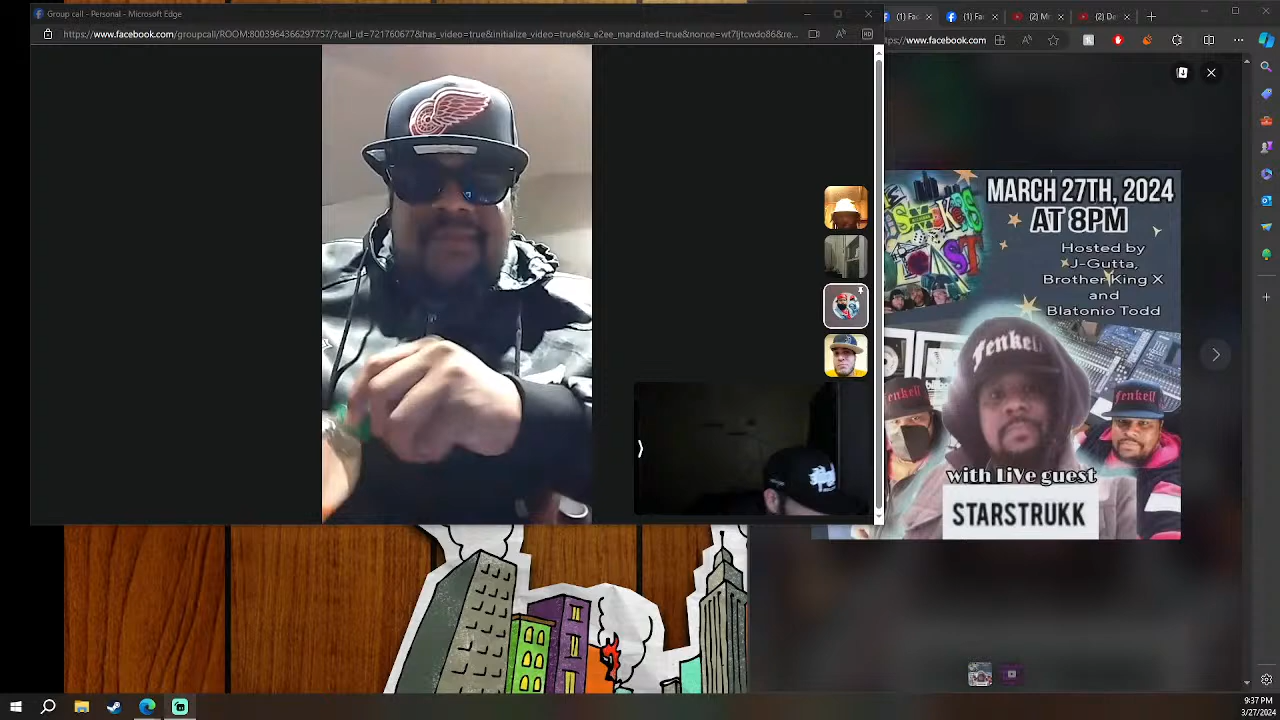 Group call - Personal - Microsoft Edge
https://www.facebook.com/groupcall/ROOM:8003964366297757/?call_id=721760677&has_video=true&initialize_video=true&is_e2ee_mandated=true&nonce=wt7ljtcwdo86&re...
HD
ps://www.facebook.com
MARCH 27TH, 2024
AT 8PM
Hosted by
J-Gutta,
Brother King X
and
Blatonio Todd
Fenkell
Fenkell
Fenkell
with LiVe guest
STARSTRUKK
9:37 PM
3/27/2024